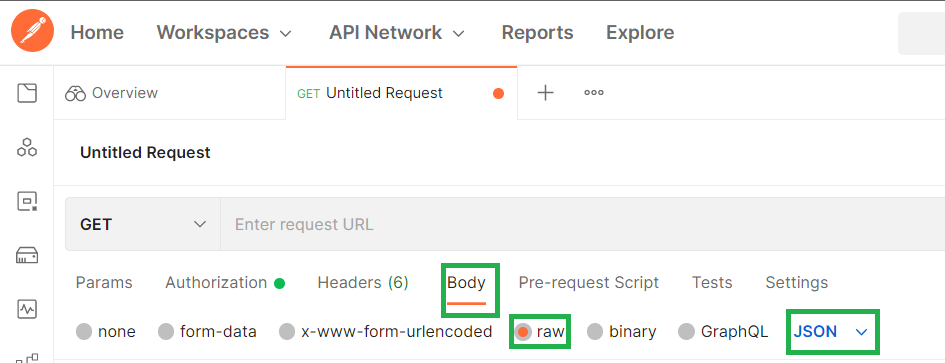 Home Workspaces API Network Reports Explore
Overview GET Untitled Request
Untitled Request
GET Enter request URL
Params Authorization Headers (6) Body Pre-request Script Tests Settings
none form-data x-www-form-urlencoded raw binary GraphQL JSON